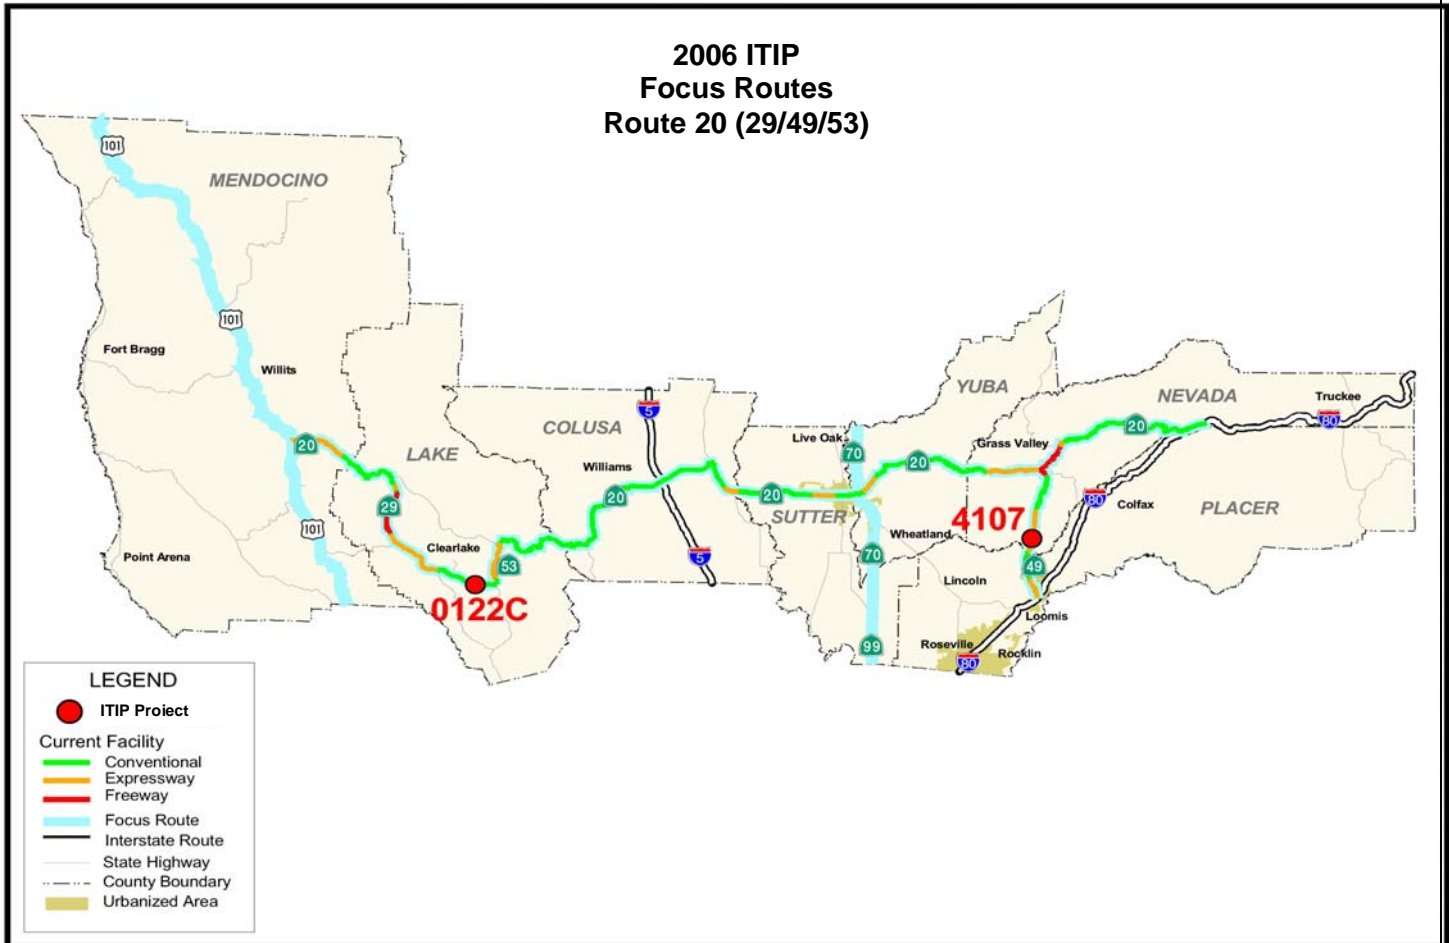 2006 ITIP
Focus Routes
Route 20 (29/49/53)
101
MENDOCINO
101
Fort Bragg
Willits
20
LAKE
29
101
Point Arena
Clearlake
53
0122C
COLUSA
5
Williams
20
5
Live Oak
70
20
SUTTER
20
YUBA
Grass Valley
NEVADA
20
Truckee
80
4107
80
Colfax
PLACER
Wheatland
70
49
Lincoln
Loomis
99
Roseville
Rocklin
80
LEGEND
ITIP Project
Current Facility
Conventional
Expressway
Freeway
Focus Route
Interstate Route
State Highway
County Boundary
Urbanized Area